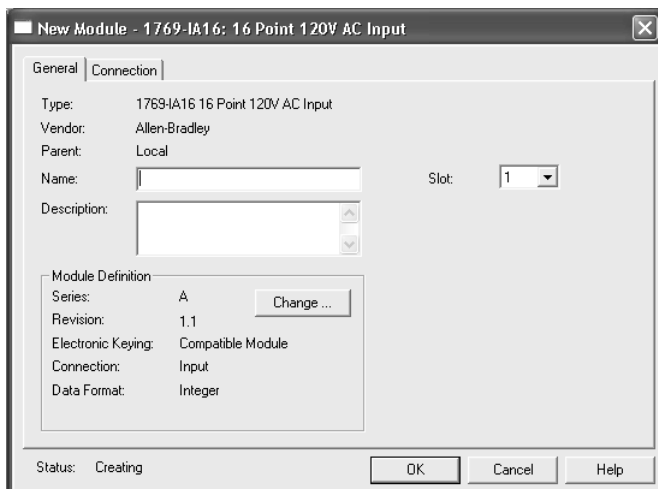 New Module - 1769-IA16: 16 Point 120V AC Input
General
Connection
Type: 1769-IA16 16 Point 120V AC Input
Vendor: Allen-Bradley
Parent: Local
Name:
Slot: 1
Description:
Module Definition
Series: A
Change ...
Revision: 1.1
Electronic Keying: Compatible Module
Connection: Input
Data Format: Integer
Status: Creating
OK
Cancel
Help